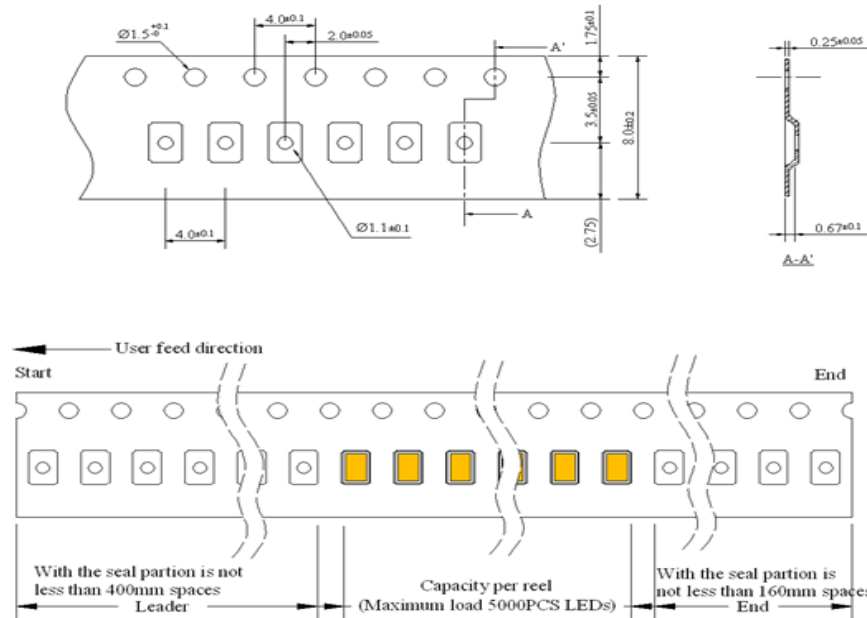 4.0±0.1
Ø1.5 +0.1 -0
2.0±0.05
A'
1.75±0.1
0.25±0.05
3.5±0.05
8.0±0.2
A
(2.75)
4.0±0.1
Ø1.1±0.1
0.67±0.1
A-A'
User feed direction
Start
End
With the seal partion is not
less than 400mm spaces
Leader
Capacity per reel
(Maximum load 5000PCS LEDs)
With the seal partion is
not less than 160mm spaces
End